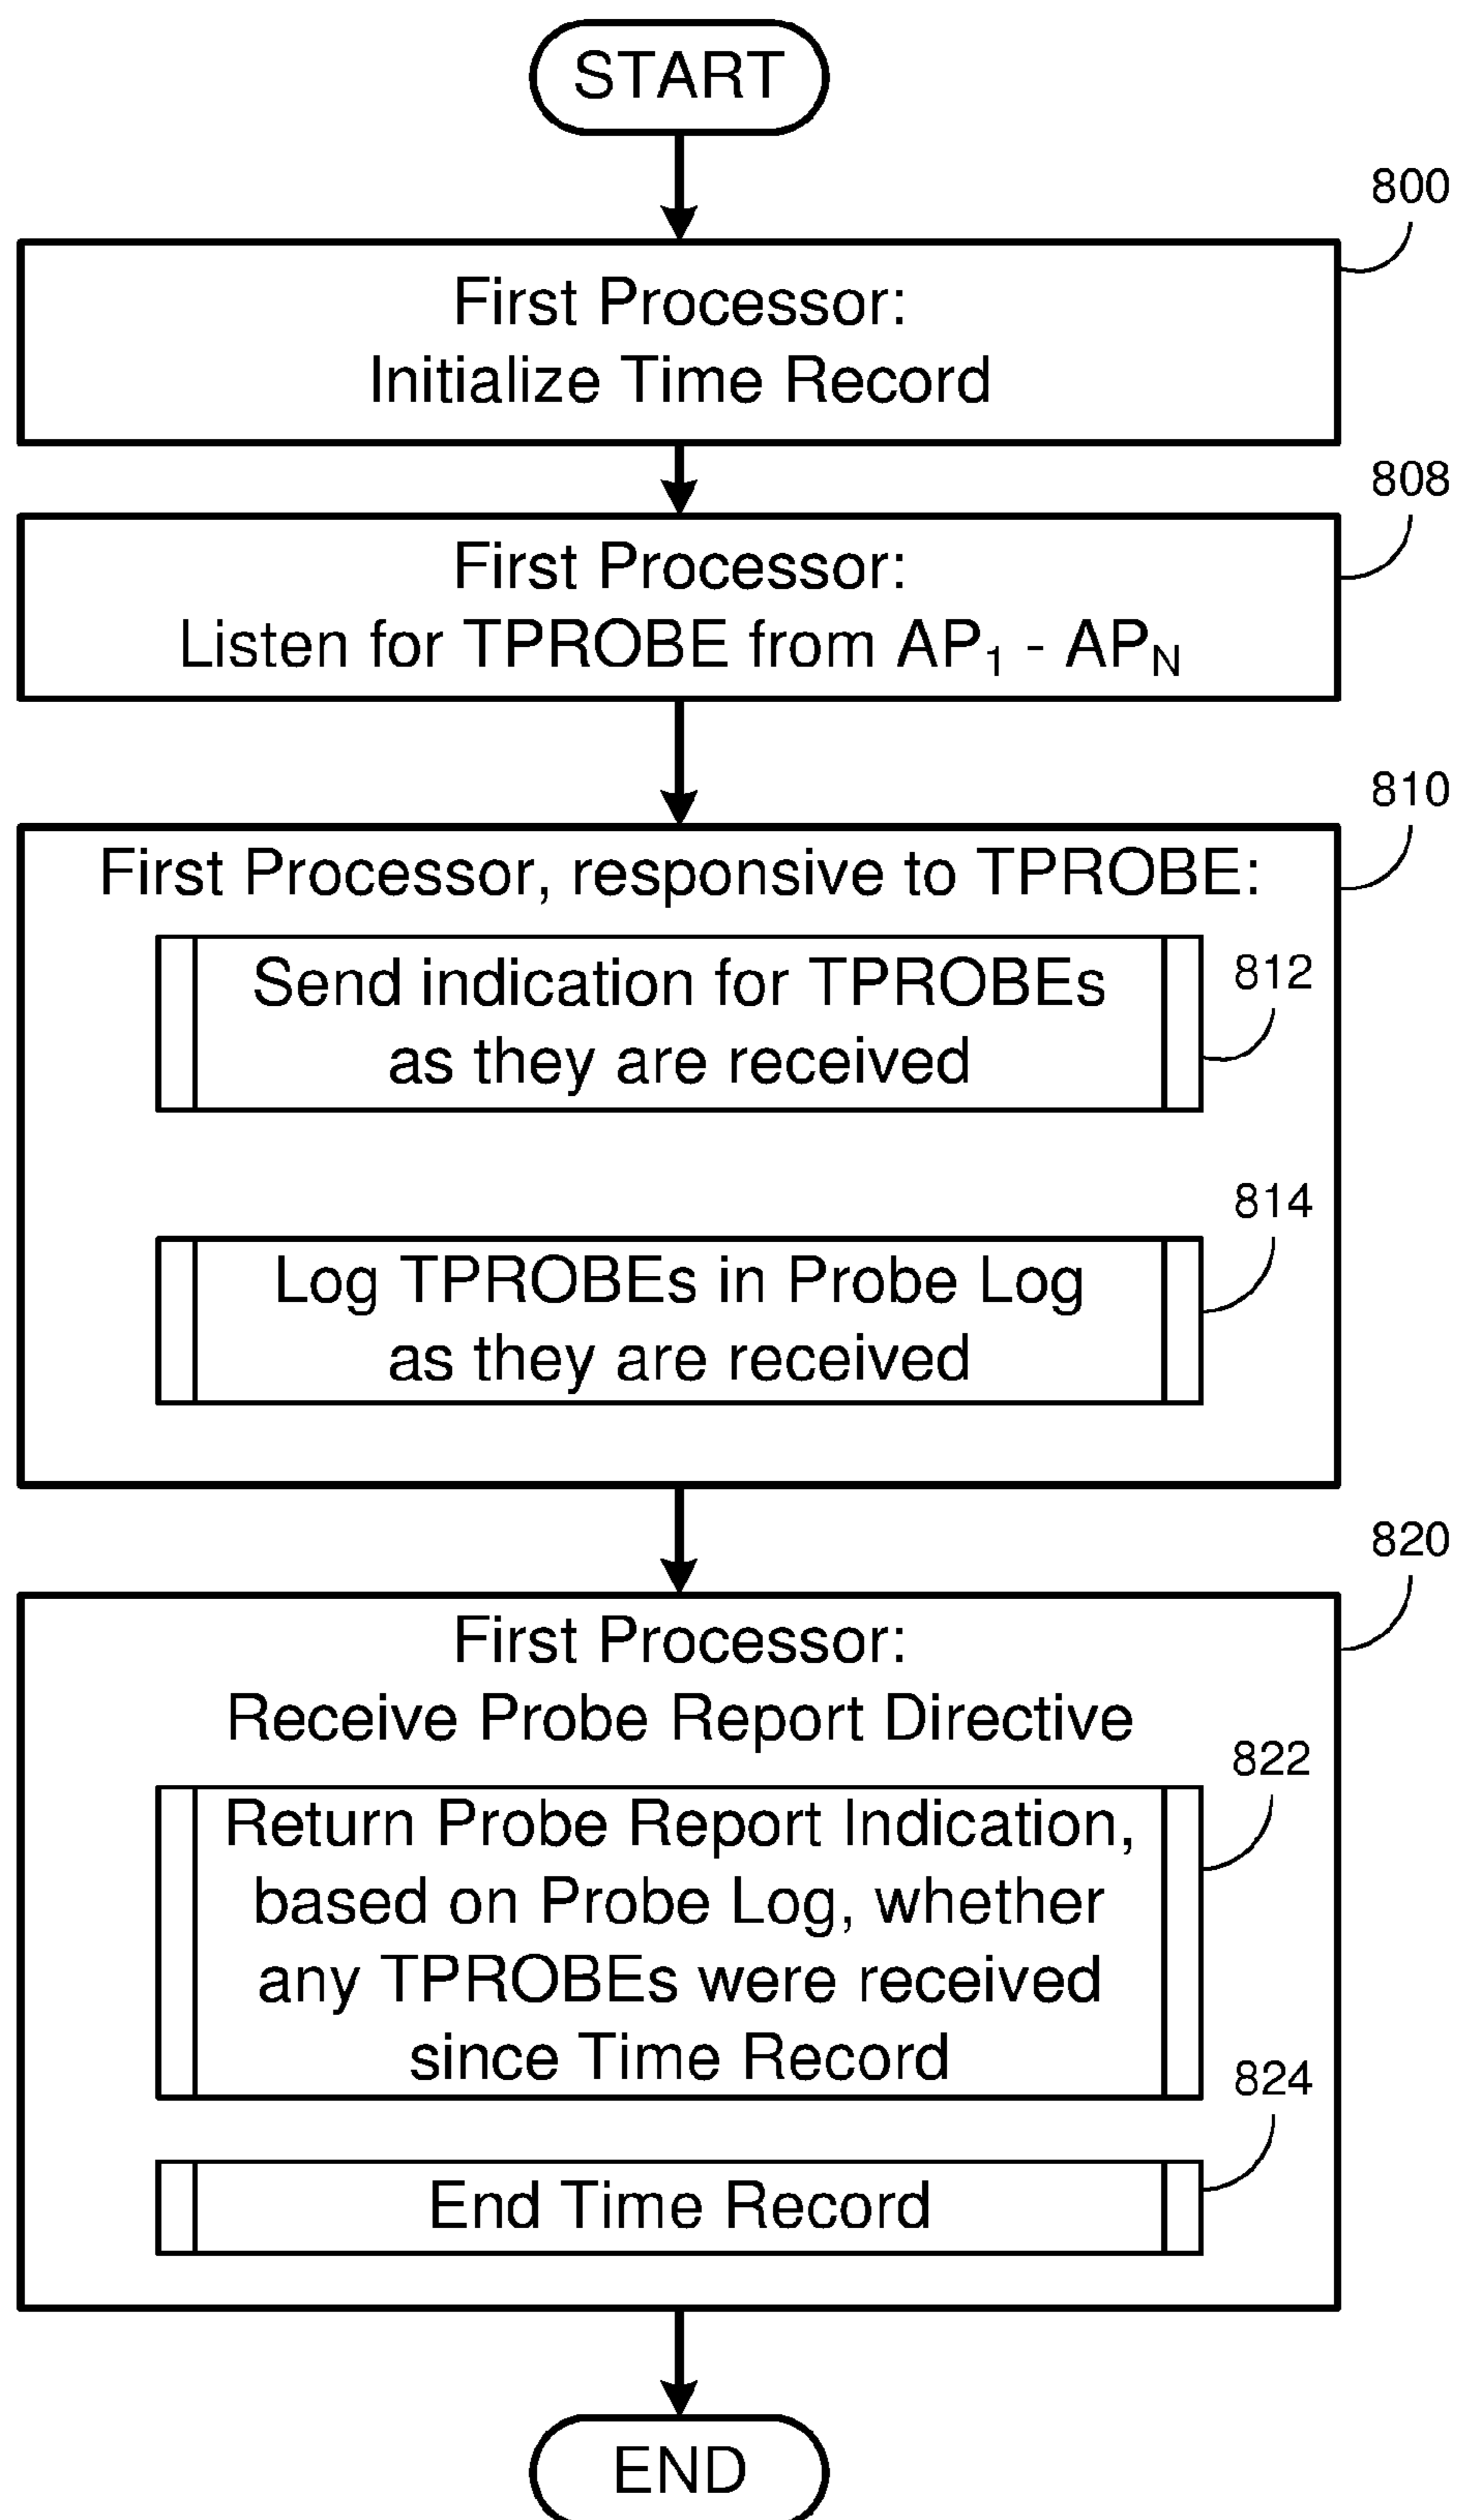 START
800
First Processor:
Initialize Time Record
808
First Processor:
Listen for TPROBE from AP₁ - APN
810
First Processor, responsive to TPROBE:
Send indication for TPROBEs
as they are received
812
814
Log TPROBEs in Probe Log
as they are received
820
First Processor:
Receive Probe Report Directive
822
Return Probe Report Indication,
based on Probe Log, whether
any TPROBEs were received
since Time Record
824
End Time Record
END